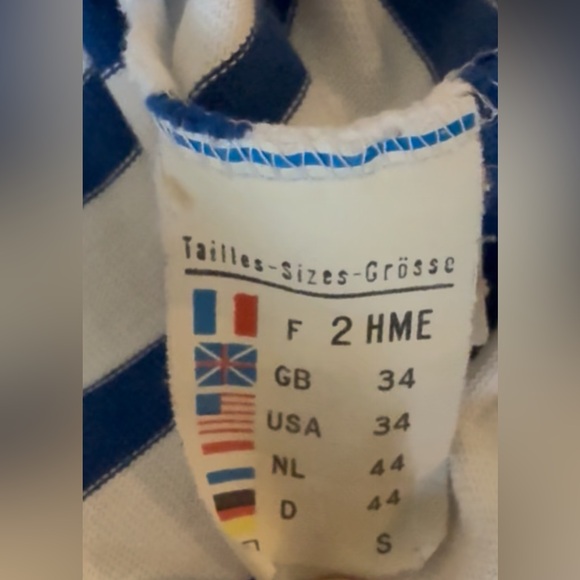 Tailles-Sizes-Grösse
F 2 HME
GB 34
USA 34
NL 44
D 44
S